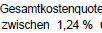 Gesamtkostenquote
zwischen 1,24 % u